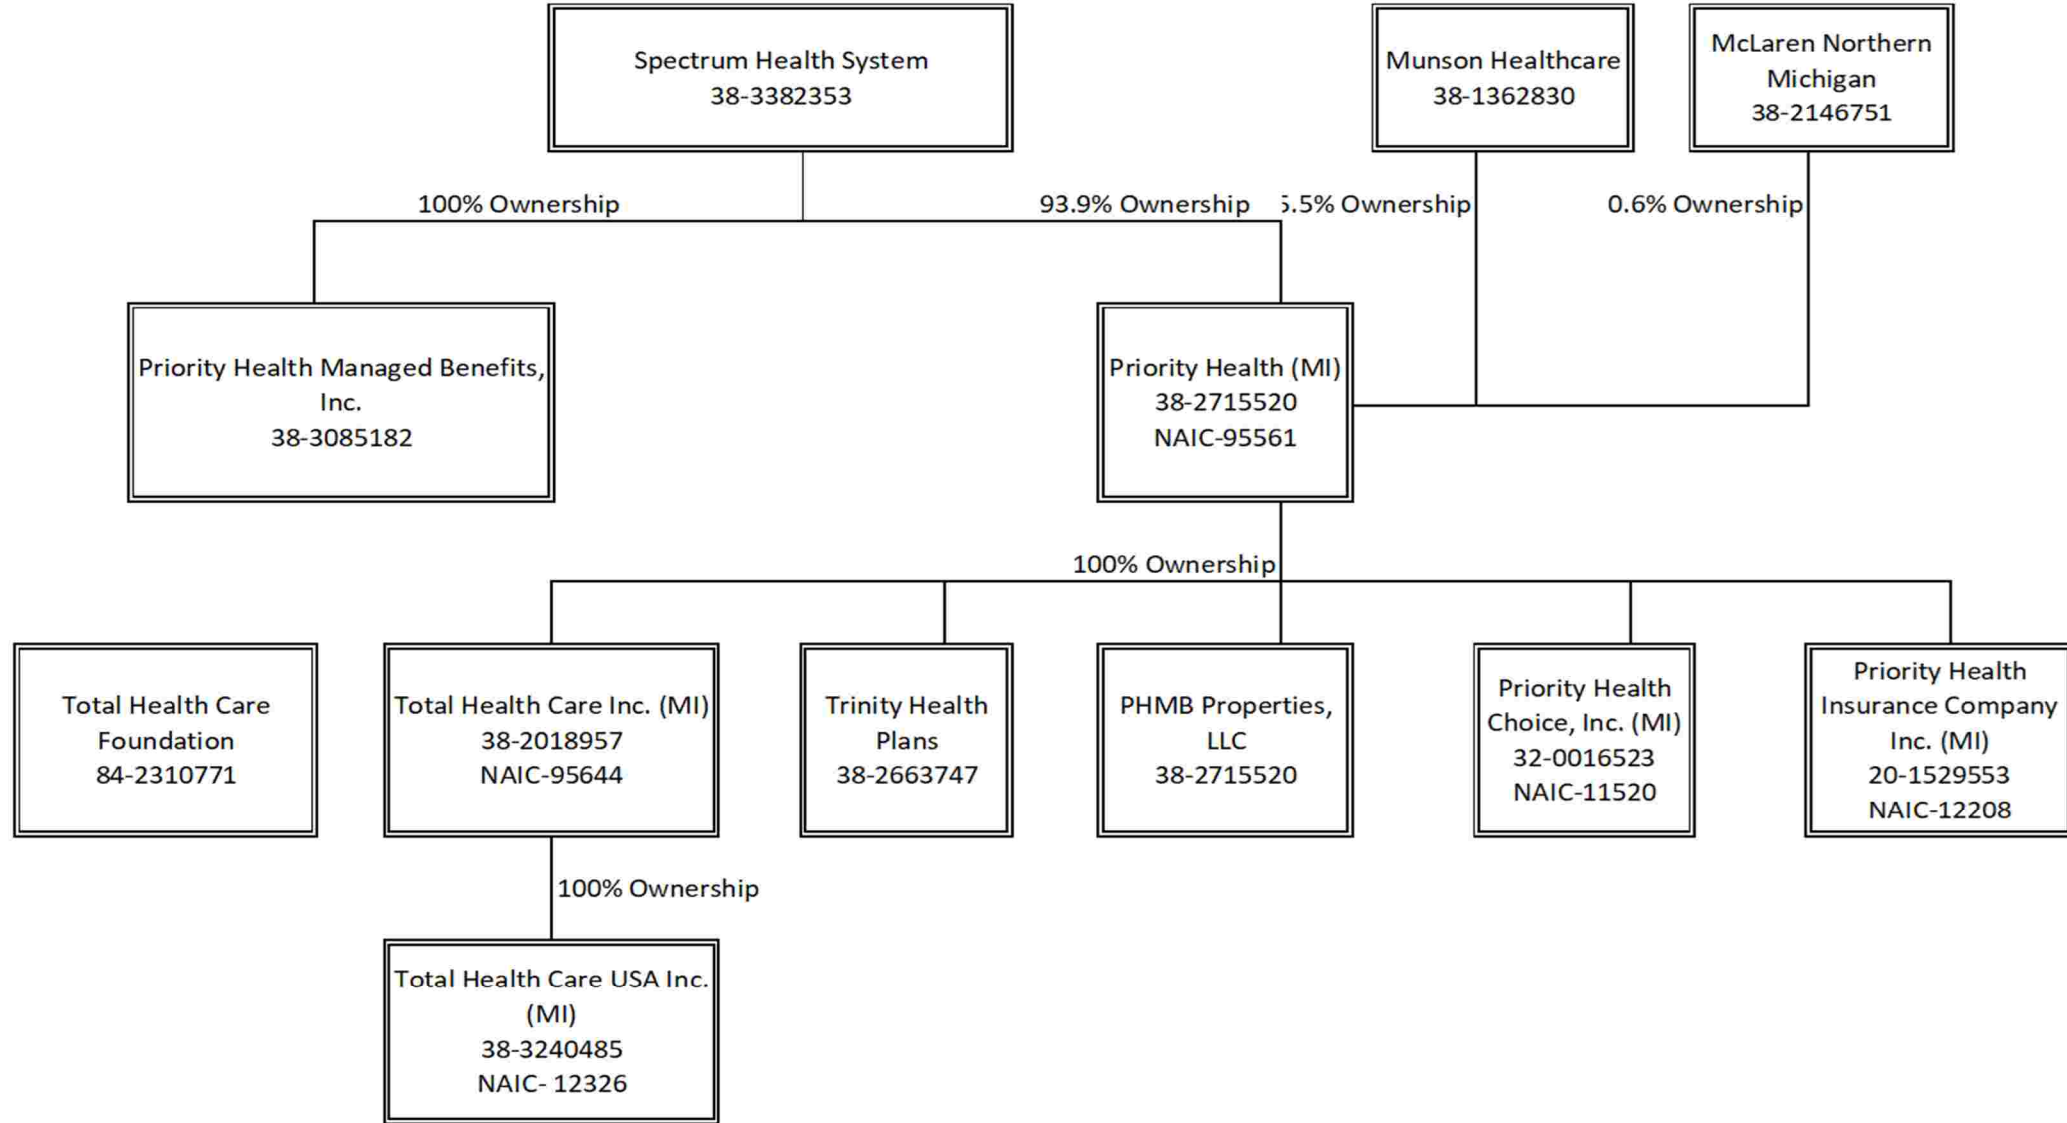 Spectrum Health System
38-3382353
Munson Healthcare
38-1362830
McLaren Northern
Michigan
38-2146751
100% Ownership
93.9% Ownership
5.5% Ownership
0.6% Ownership
Priority Health Managed Benefits,
Inc.
38-3085182
Priority Health (MI)
38-2715520
NAIC-95561
100% Ownership
Total Health Care
Foundation
84-2310771
Total Health Care Inc. (MI)
38-2018957
NAIC-95644
Trinity Health
Plans
38-2663747
PHMB Properties,
LLC
38-2715520
Priority Health
Choice, Inc. (MI)
32-0016523
NAIC-11520
Priority Health
Insurance Company
Inc. (MI)
20-1529553
NAIC-12208
100% Ownership
Total Health Care USA Inc.
(MI)
38-3240485
NAIC- 12326